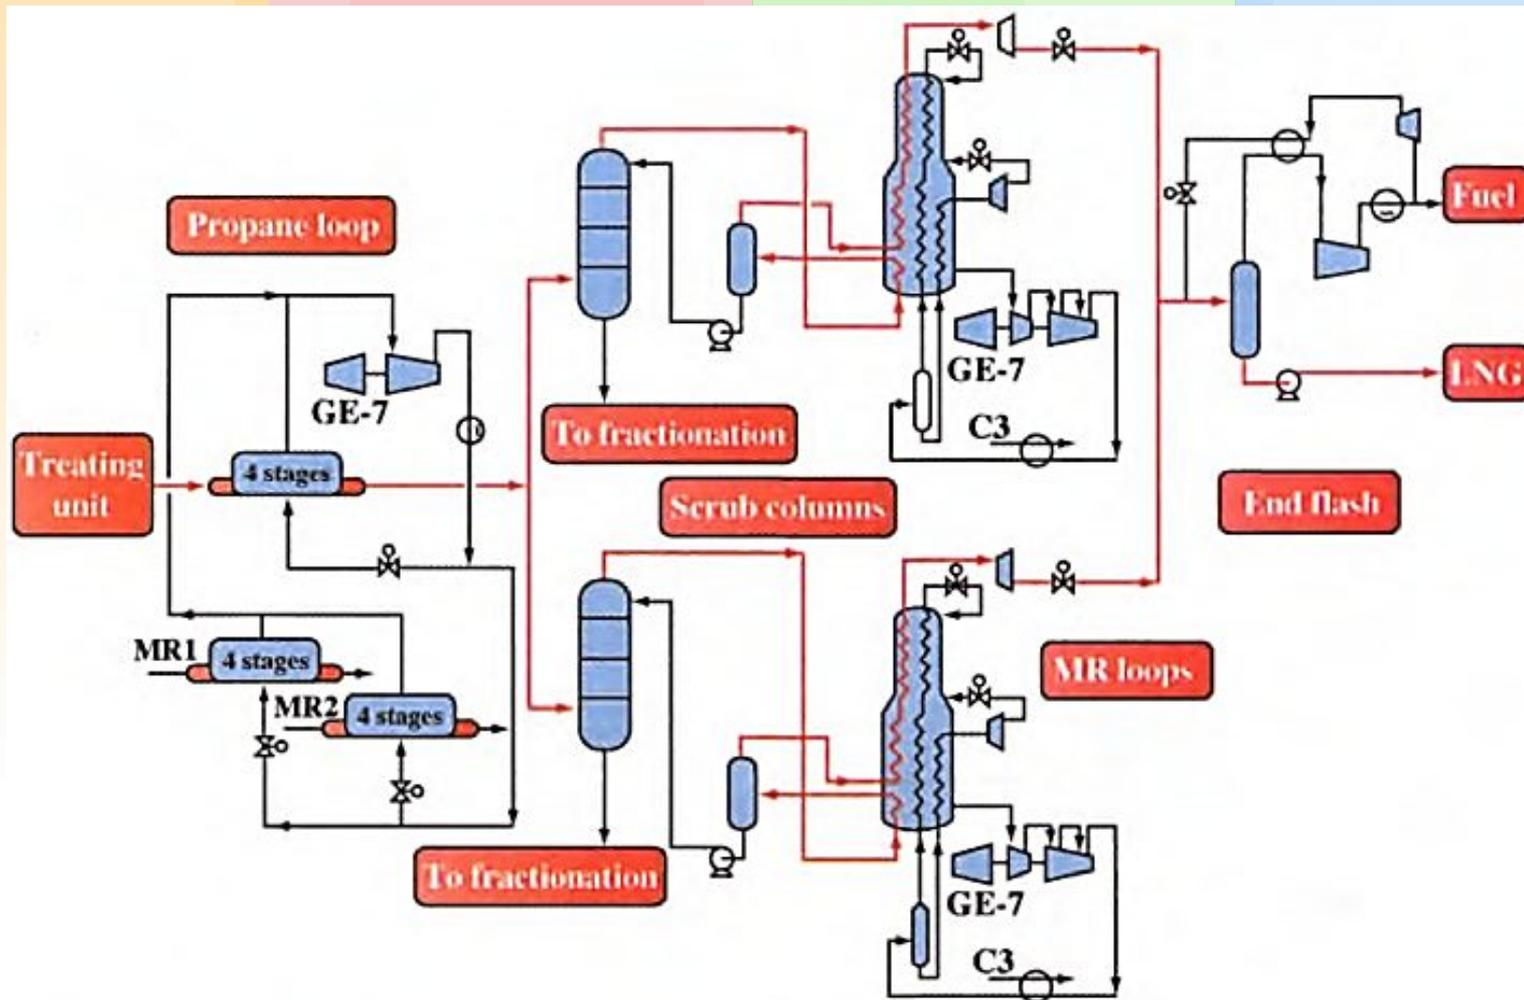 Propane loop
Fuel
GE-7
GE-7
LNG
To fractionation
C3
Treating
unit
4 stages
Scrub columns
End flash
MR1
4 stages
MR2
4 stages
MR loops
To fractionation
GE-7
C3